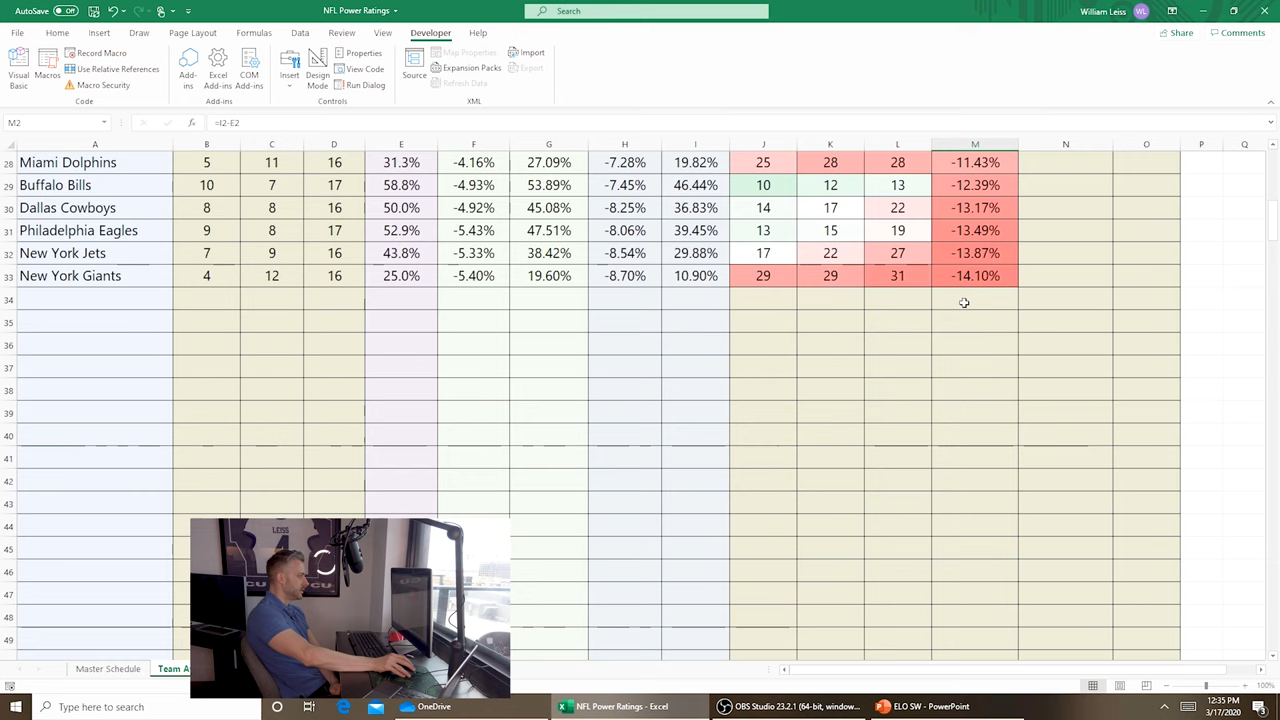 AutoSave Off NFL Power Ratings Search William Leiss WL
File Home Insert Draw Page Layout Formulas Data Review View Developer Help Share Comments
Visual Basic
Macros
Record Macro
Use Relative References
Macro Security
Code
Add-ins
Excel Add-ins
COM Add-ins
Add-ins
Insert
Design Mode
Properties
View Code
Run Dialog
Controls
Source
Map Properties
Expansion Packs
Refresh Data
Import
Export
XML
M2 fx =I2-E2
A B C D E F G H I J K L M N O P Q
28 Miami Dolphins 5 11 16 31.3% -4.16% 27.09% -7.28% 19.82% 25 28 28 -11.43%
29 Buffalo Bills 10 7 17 58.8% -4.93% 53.89% -7.45% 46.44% 10 12 13 -12.39%
30 Dallas Cowboys 8 8 16 50.0% -4.92% 45.08% -8.25% 36.83% 14 17 22 -13.17%
31 Philadelphia Eagles 9 8 17 52.9% -5.43% 47.51% -8.06% 39.45% 13 15 19 -13.49%
32 New York Jets 7 9 16 43.8% -5.33% 38.42% -8.54% 29.88% 17 22 27 -13.87%
33 New York Giants 4 12 16 25.0% -5.40% 19.60% -8.70% 10.90% 29 29 31 -14.10%
34
35
36
37
38
39
40
41
42
43
44
45
46
47
48
49
LEISS
4
Master Schedule Team A
100%
Type here to search OneDrive NFL Power Ratings - Excel OBS Studio 23.2.1 (64-bit, window... ELO SW - PowerPoint 12:35 PM
3/17/2020